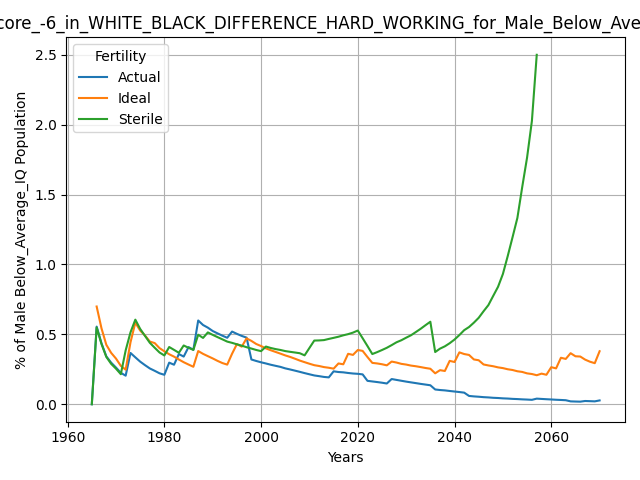 core_-6_in_WHITE_BLACK_DIFFERENCE_HARD_WORKING_for_Male_Below_Ave
Fertility
Actual
Ideal
Sterile
% of Male Below_Average_IQ Population
2.5
2.0
1.5
1.0
0.5
0.0
1960 1980 2000 2020 2040 2060
Years